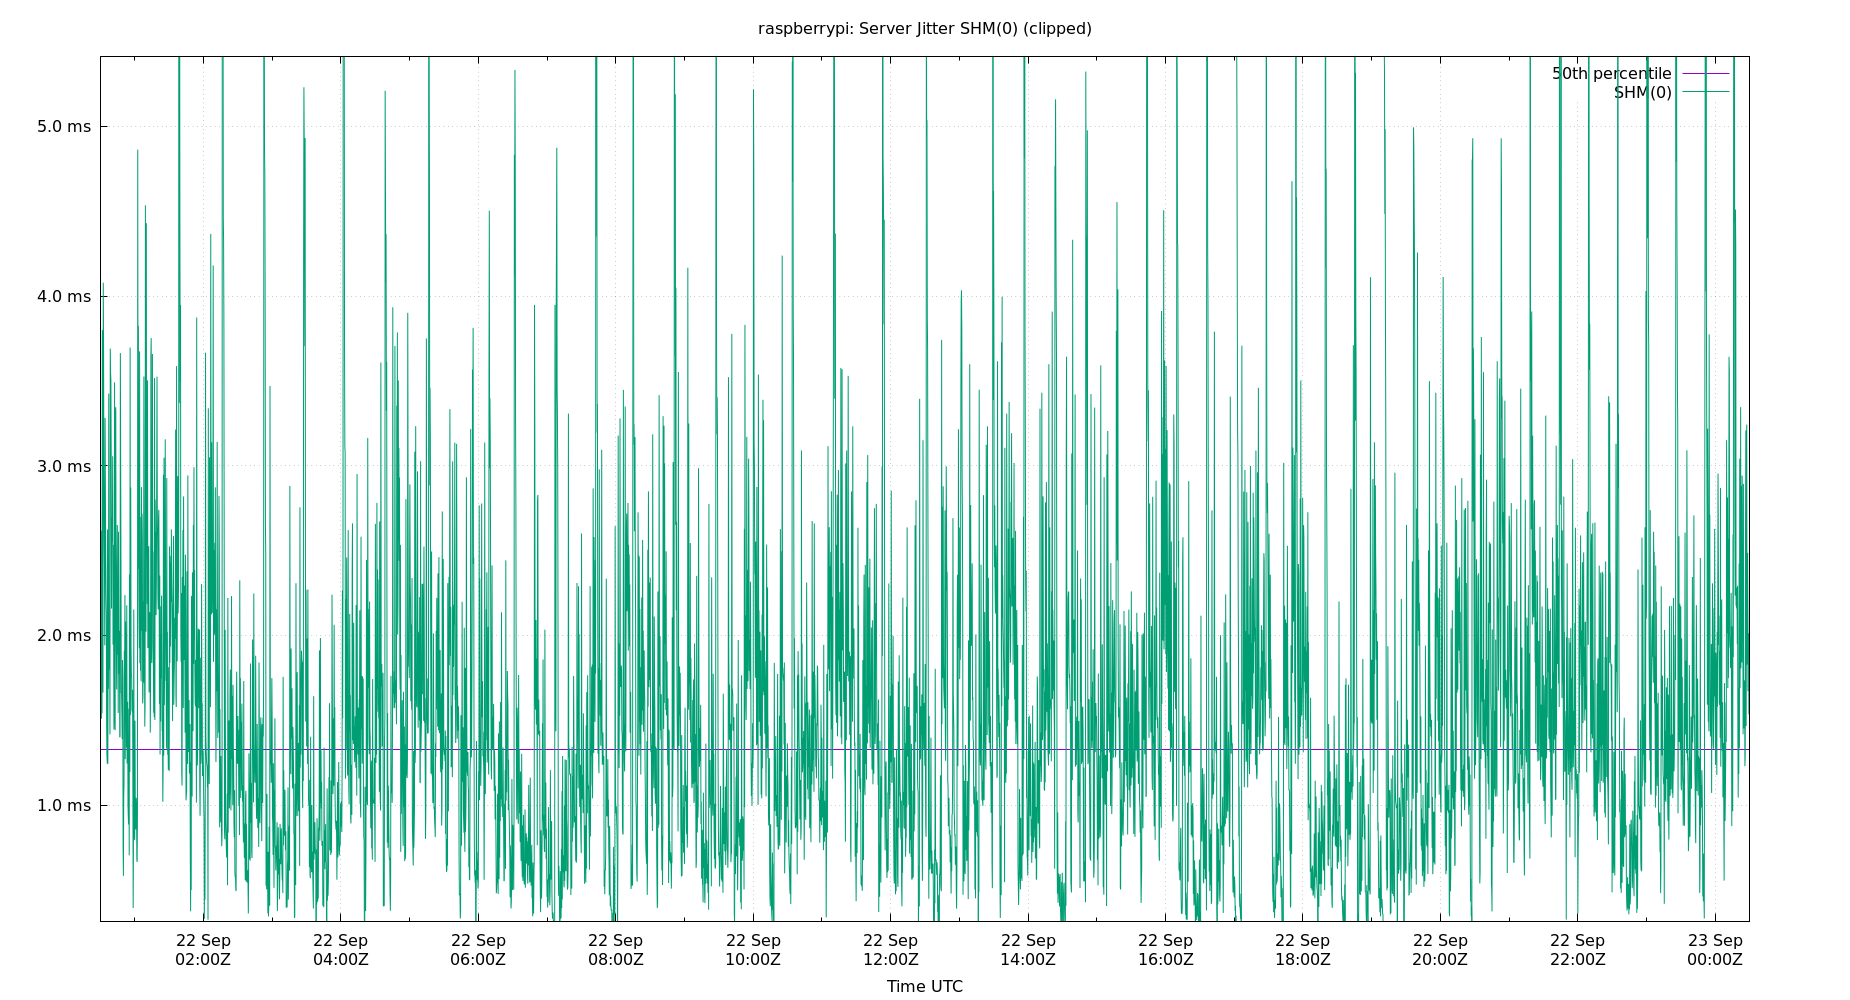 raspberrypi: Server Jitter SHM(0) (clipped)
50th percentile
SHM(0)
5.0 ms
4.0 ms
3.0 ms
2.0 ms
1.0 ms
22 Sep 22 Sep 22 Sep 22 Sep 22 Sep 22 Sep 22 Sep 22 Sep 22 Sep 22 Sep 22 Sep 23 Sep
02:00Z 04:00Z 06:00Z 08:00Z 10:00Z 12:00Z 14:00Z 16:00Z 18:00Z 20:00Z 22:00Z 00:00Z
Time UTC